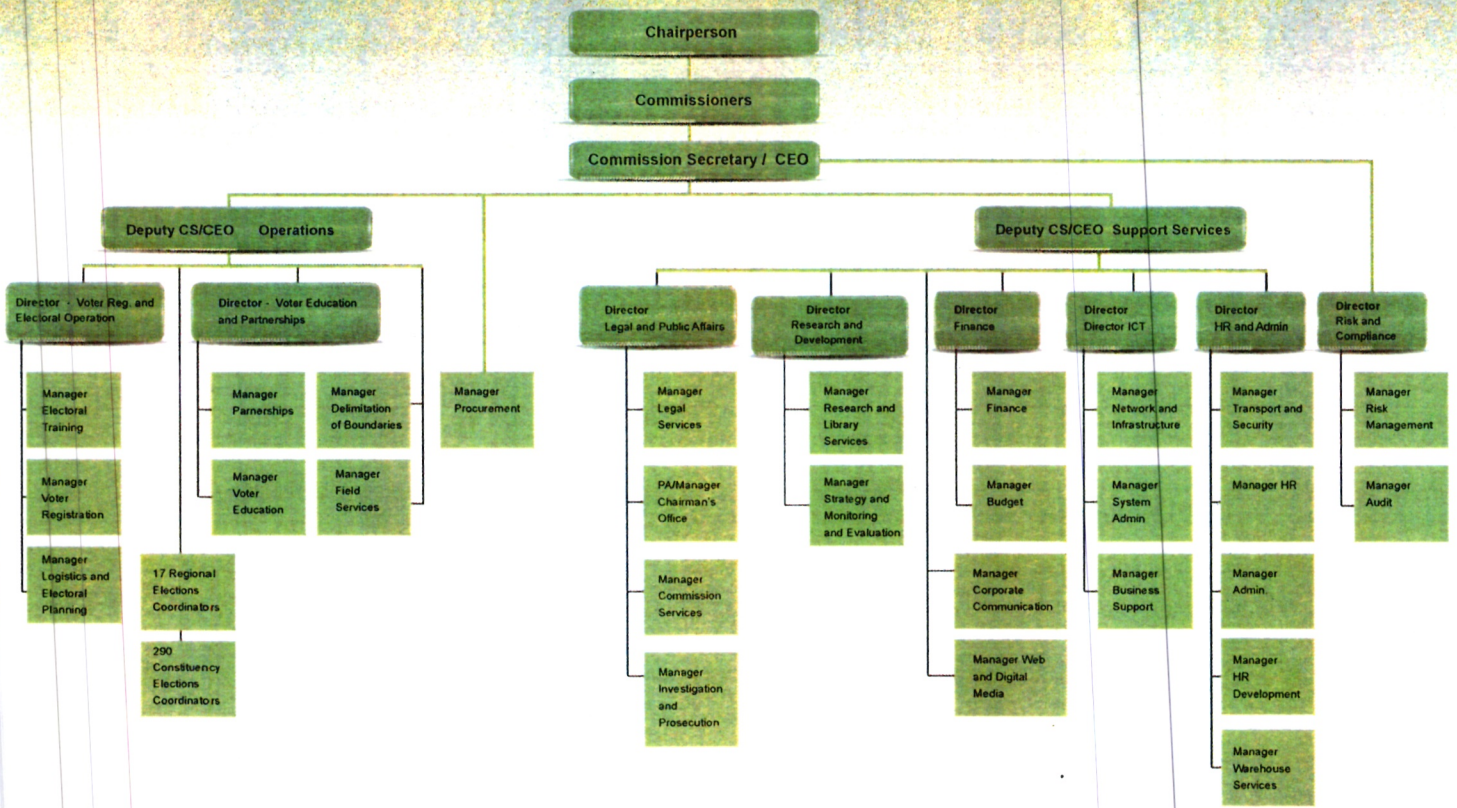 Chairperson
Commissioners
Commission Secretary / CEO
Deputy CS/CEO Operations
Deputy CS/CEO Support Services
Director - Voter Reg. and
Electoral Operation
Director - Voter Education
and Partnerships
Director
Legal and Public Affairs
Director
Research and
Development
Director
Finance
Director
Director ICT
Director
HR and Admin
Director
Risk and
Compliance
Manager
Electoral
Training
Manager
Voter
Registration
Manager
Logistics and
Electoral
Planning
17 Regional
Elections
Coordinators
290
Constituency
Elections
Coordinators
Manager
Parnerships
Manager
Voter
Education
Manager
Delimitation
of Boundaries
Manager
Field
Services
Manager
Procurement
Manager
Legal
Services
PA/Manager
Chairman's
Office
Manager
Commission
Services
Manager
Investigation
and
Prosecution
Manager
Research and
Library
Services
Manager
Strategy and
Monitoring
and Evaluation
Manager
Finance
Manager
Budget
Manager
Corporate
Communication
Manager Web
and Digital
Media
Manager
Network and
Infrastructure
Manager
System
Admin
Manager
Business
Support
Manager
Transport and
Security
Manager HR
Manager
Admin.
Manager
HR
Development
Manager
Warehouse
Services
Manager
Risk
Management
Manager
Audit